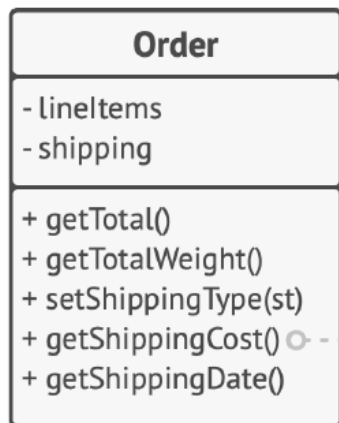 Order
- lineItems
- shipping
+ getTotal()
+ getTotalWeight()
+ setShippingType(st)
+ getShippingCost()
+ getShippingDate()